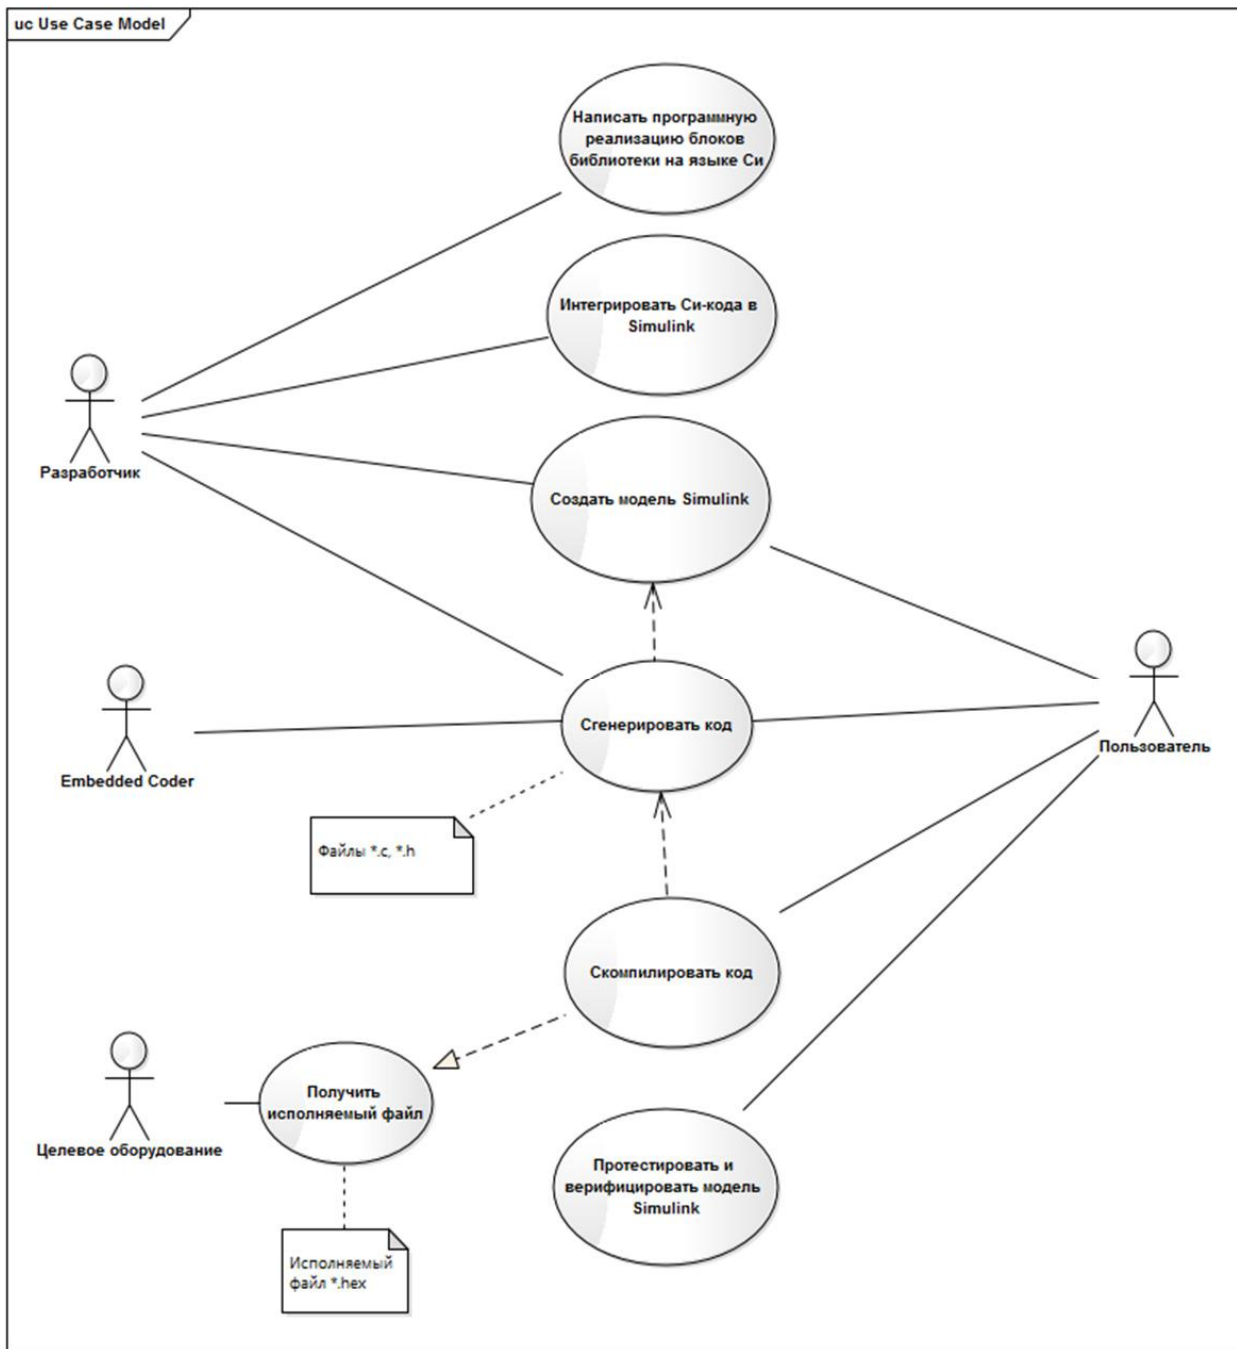 uc Use Case Model
Написать программную
реализацию блоков
библиотеки на языке Си
Интегрировать Си-кода в
Simulink
Разработчик
Создать модель Simulink
Сгенерировать код
Embedded Coder
Пользователь
Файлы *.c, *.h
Скомпилировать код
Получить
исполняемый файл
Целевое оборудование
Протестировать и
верифицировать модель
Simulink
Исполняемый
файл *.hex